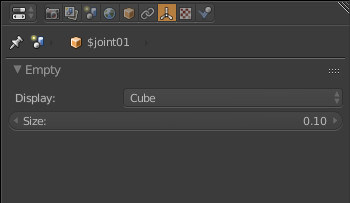 $joint01
Empty
Display: Cube
Size: 0.10